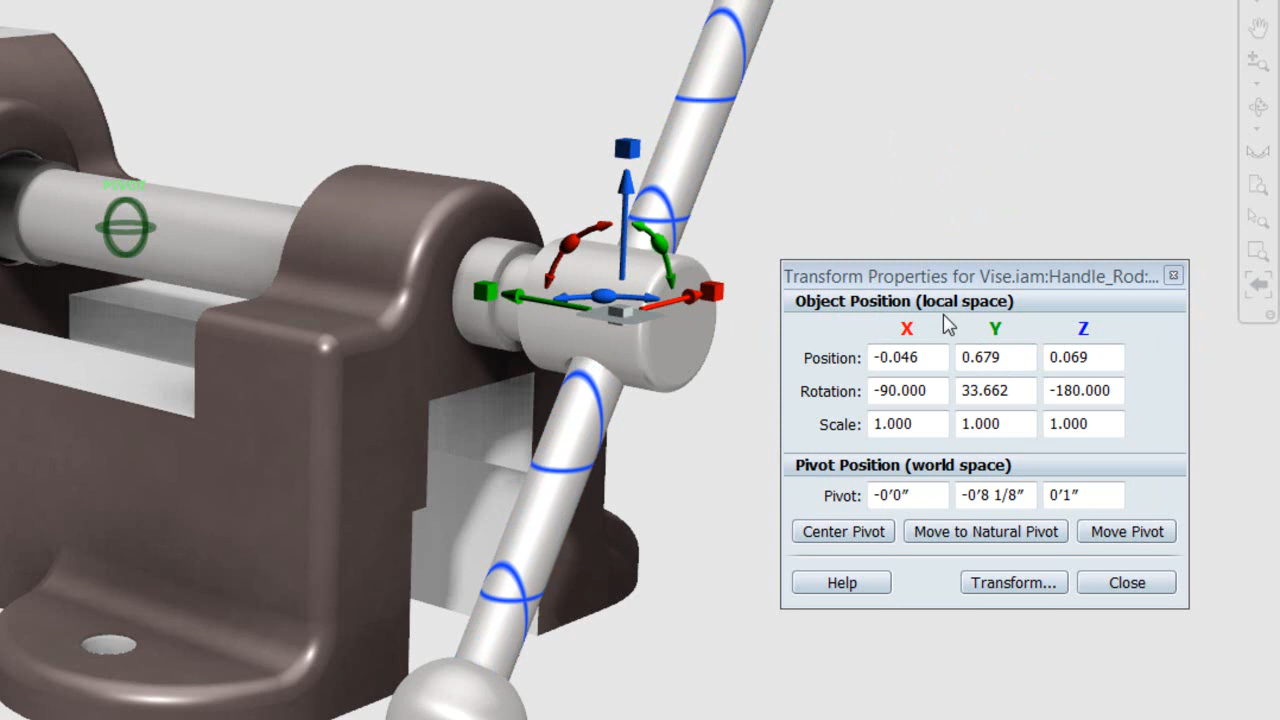 PIVOT
Transform Properties for Vise.iam:Handle_Rod:...
Object Position (local space)
X Y Z
Position: -0.046 0.679 0.069
Rotation: -90.000 33.662 -180.000
Scale: 1.000 1.000 1.000
Pivot Position (world space)
Pivot: -0'0" -0'8 1/8" 0'1"
Center Pivot Move to Natural Pivot Move Pivot
Help Transform... Close